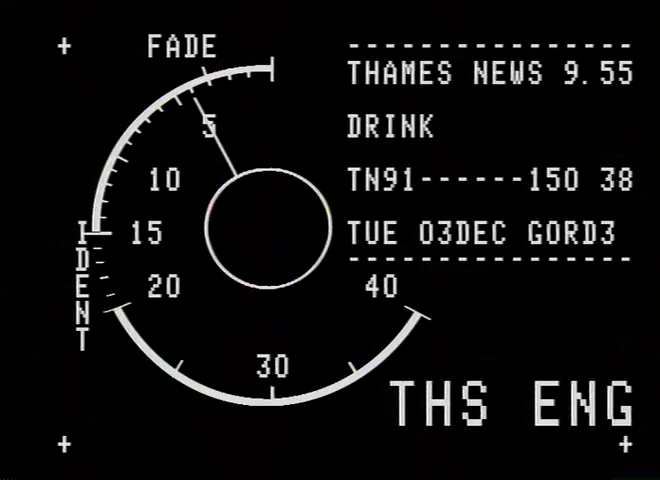 FADE
5
10
15
20
30
40
IDENT
---------------
THAMES NEWS 9.55
DRINK
TN91------150 38
TUE 03DEC GORD3
---------------
THS ENG